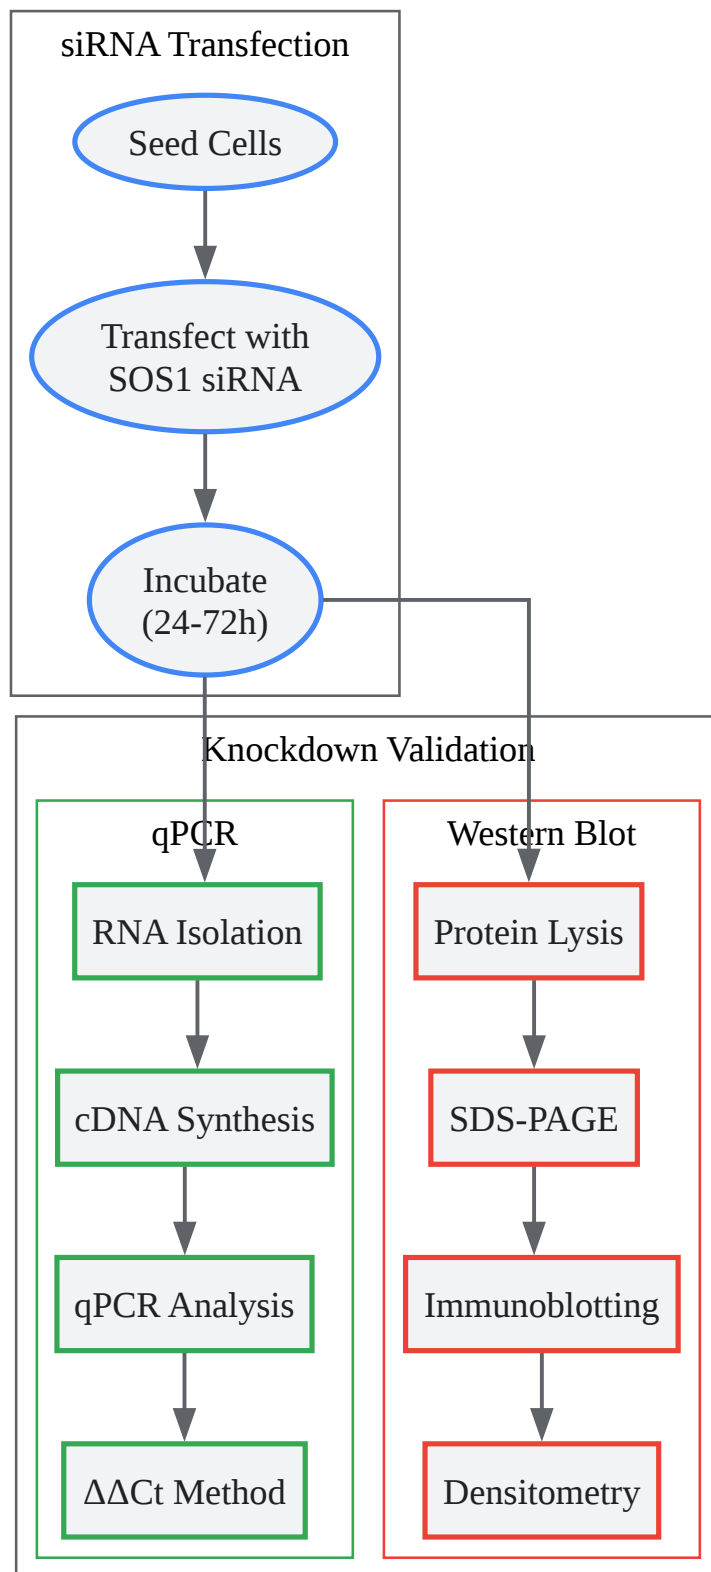 siRNA Transfection
Seed Cells
Transfect with
SOS1 siRNA
Incubate
(24-72h)
Knockdown Validation
qPCR
RNA Isolation
cDNA Synthesis
qPCR Analysis
ΔΔCt Method
Western Blot
Protein Lysis
SDS-PAGE
Immunoblotting
Densitometry